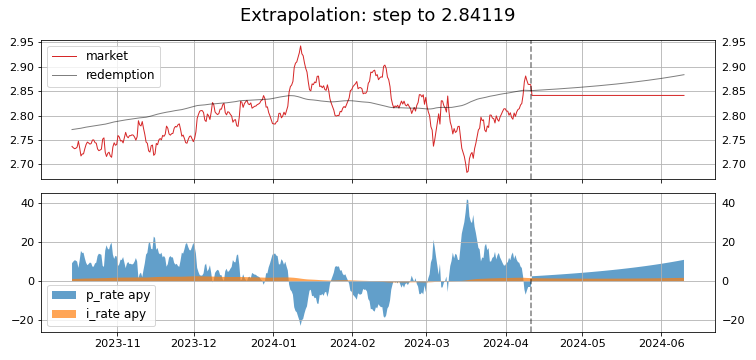 Extrapolation: step to 2.84119
2.95 2.95
market
redemption
2.90 2.90
2.85 2.85
2.80 2.80
2.75 2.75
2.70 2.70
40 40
20 20
0 0
p_rate apy
i_rate apy
−20 −20
2023-11 2023-12 2024-01 2024-02 2024-03 2024-04 2024-05 2024-06